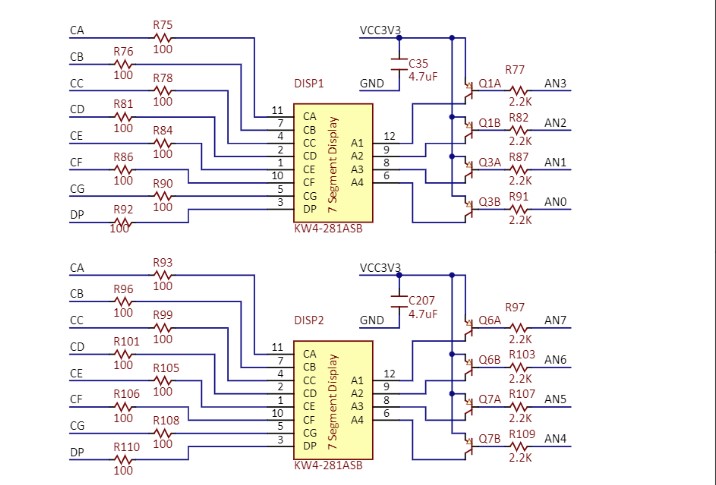 CA R75 100
CB R76 100
CC R78 100
CD R81 100
CE R84 100
CF R86 100
CG R90 100
DP R92 100
DISP1
11 CA
7 CB
4 CC
2 CD
1 CE
10 CF
5 CG
3 DP
7 Segment Display
A1 12
A2 9
A3 8
A4 6
KW4-281ASB
VCC3V3
C35
4.7uF
GND
Q1A R77 2.2K AN3
Q1B R82 2.2K AN2
Q3A R87 2.2K AN1
Q3B R91 2.2K AN0
CA R93 100
CB R96 100
CC R99 100
CD R101 100
CE R105 100
CF R106 100
CG R108 100
DP R110 100
DISP2
11 CA
7 CB
4 CC
2 CD
1 CE
10 CF
5 CG
3 DP
7 Segment Display
A1 12
A2 9
A3 8
A4 6
KW4-281ASB
VCC3V3
C207
4.7uF
GND
Q6A R97 2.2K AN7
Q6B R103 2.2K AN6
Q7A R107 2.2K AN5
Q7B R109 2.2K AN4